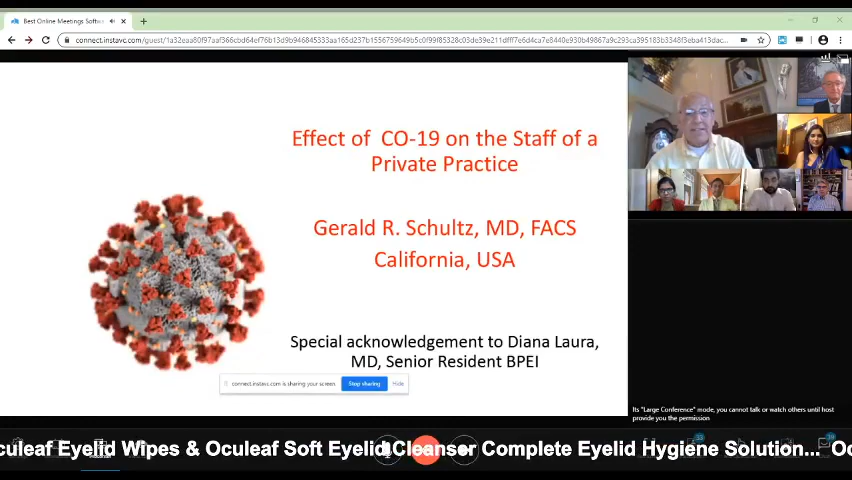 Best Online Meetings Softw
connect.instavc.com/guest/
Effect of CO-19 on the Staff of a
Private Practice
Gerald R. Schultz, MD, FACS
California, USA
Special acknowledgement to Diana Laura,
MD, Senior Resident BPEI
connect.instavc.com is sharing your screen.
Stop sharing
Hide
Its "Large Conference" mode, you cannot talk or watch others until host
provide you the permission
culeaf Eyelid Wipes & Oculeaf Soft Eyelid Cleanser Complete Eyelid Hygiene Solution... Oc